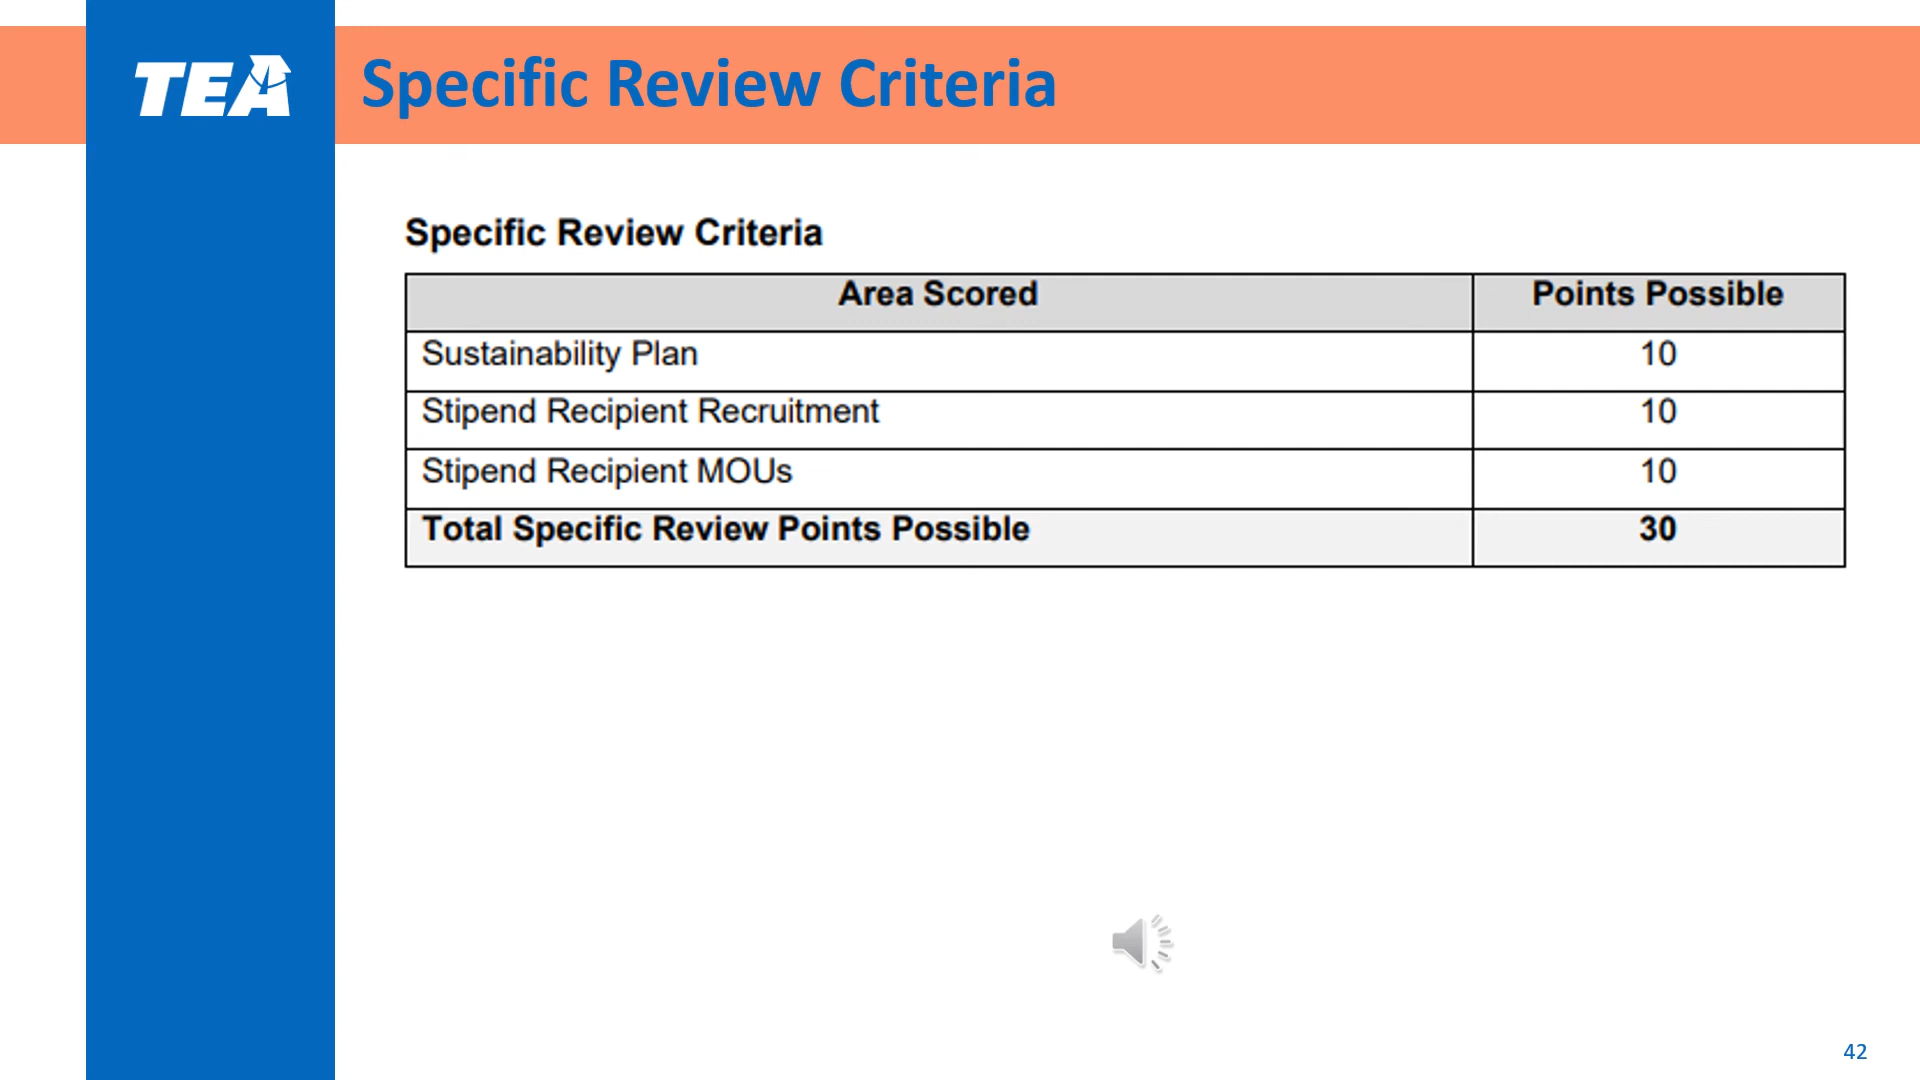 TEA
Specific Review Criteria
Specific Review Criteria
Area Scored Points Possible
Sustainability Plan 10
Stipend Recipient Recruitment 10
Stipend Recipient MOUs 10
Total Specific Review Points Possible 30
42